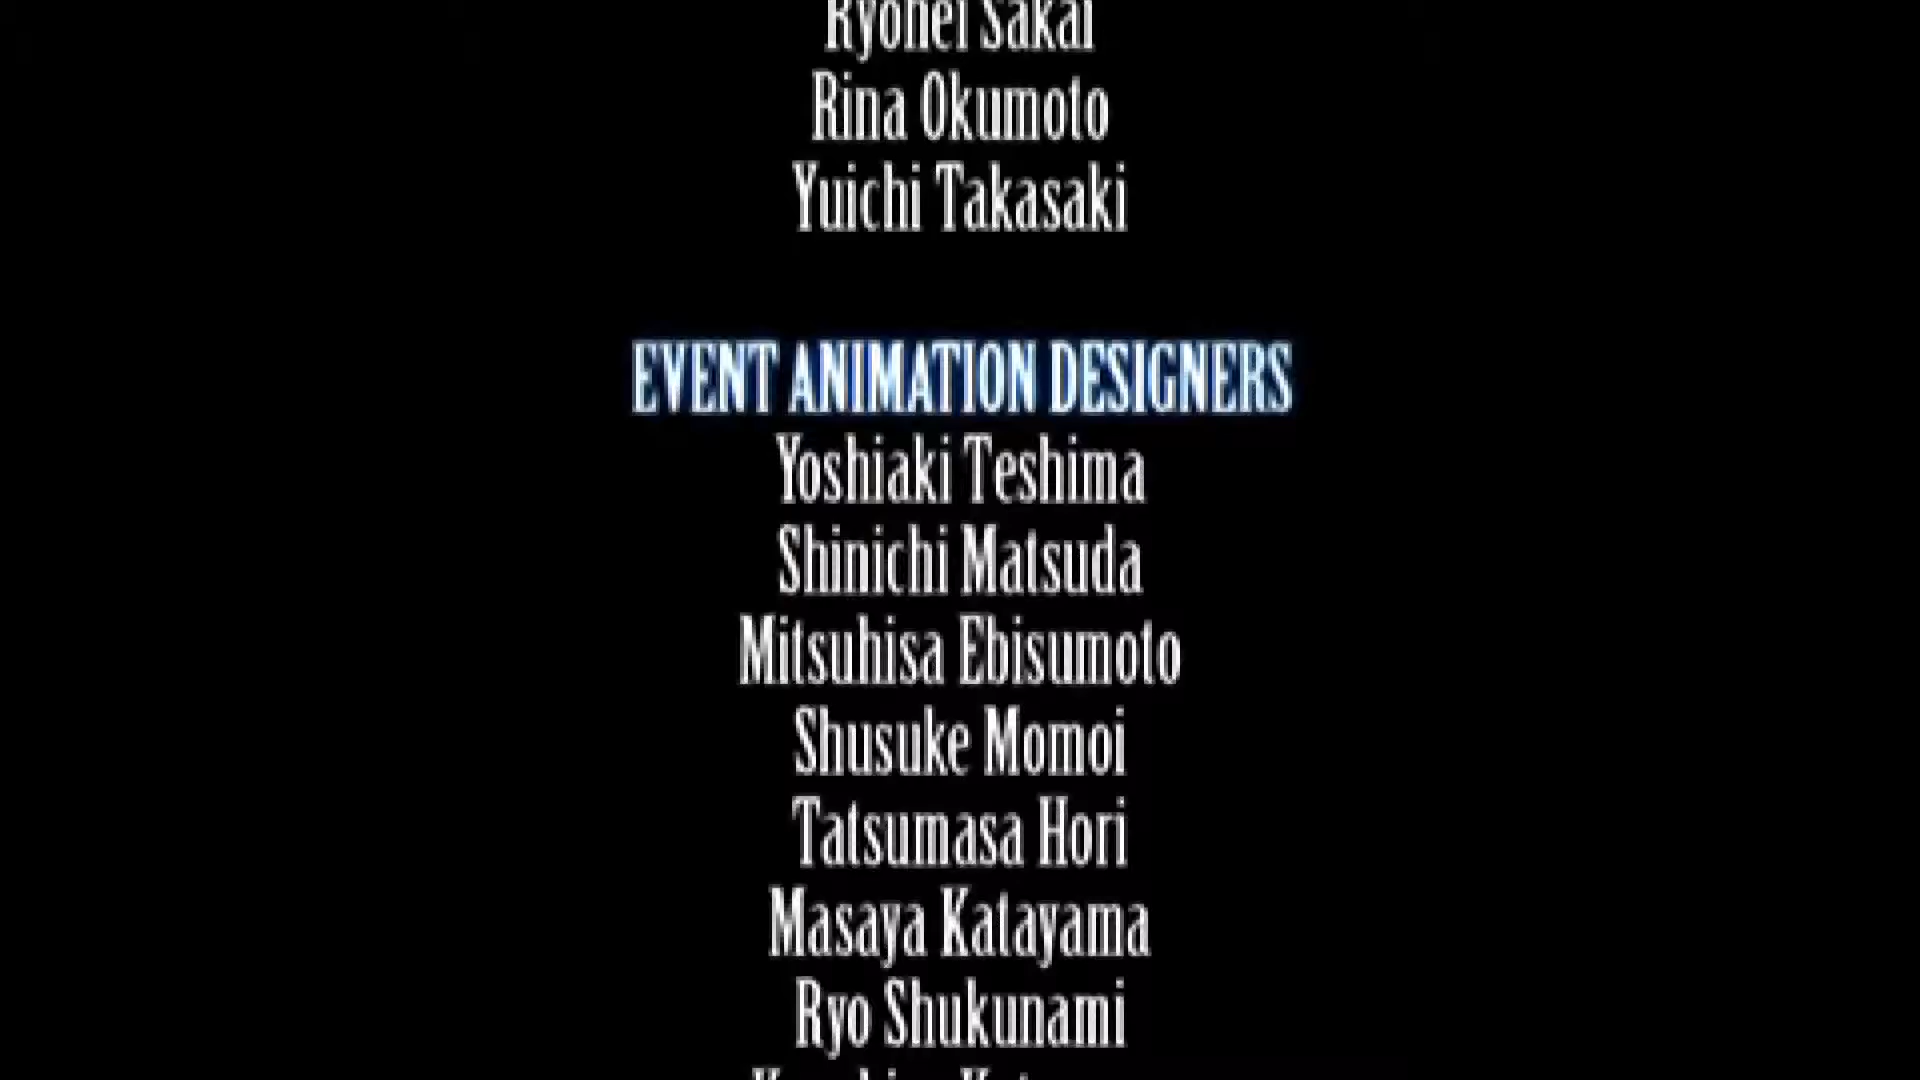 Ryohei Sakai
Rina Okumoto
Yuichi Takasaki
EVENT ANIMATION DESIGNERS
Yoshiaki Teshima
Shinichi Matsuda
Mitsuhisa Ebisumoto
Shusuke Momoi
Tatsumasa Hori
Masaya Katayama
Ryo Shukunami